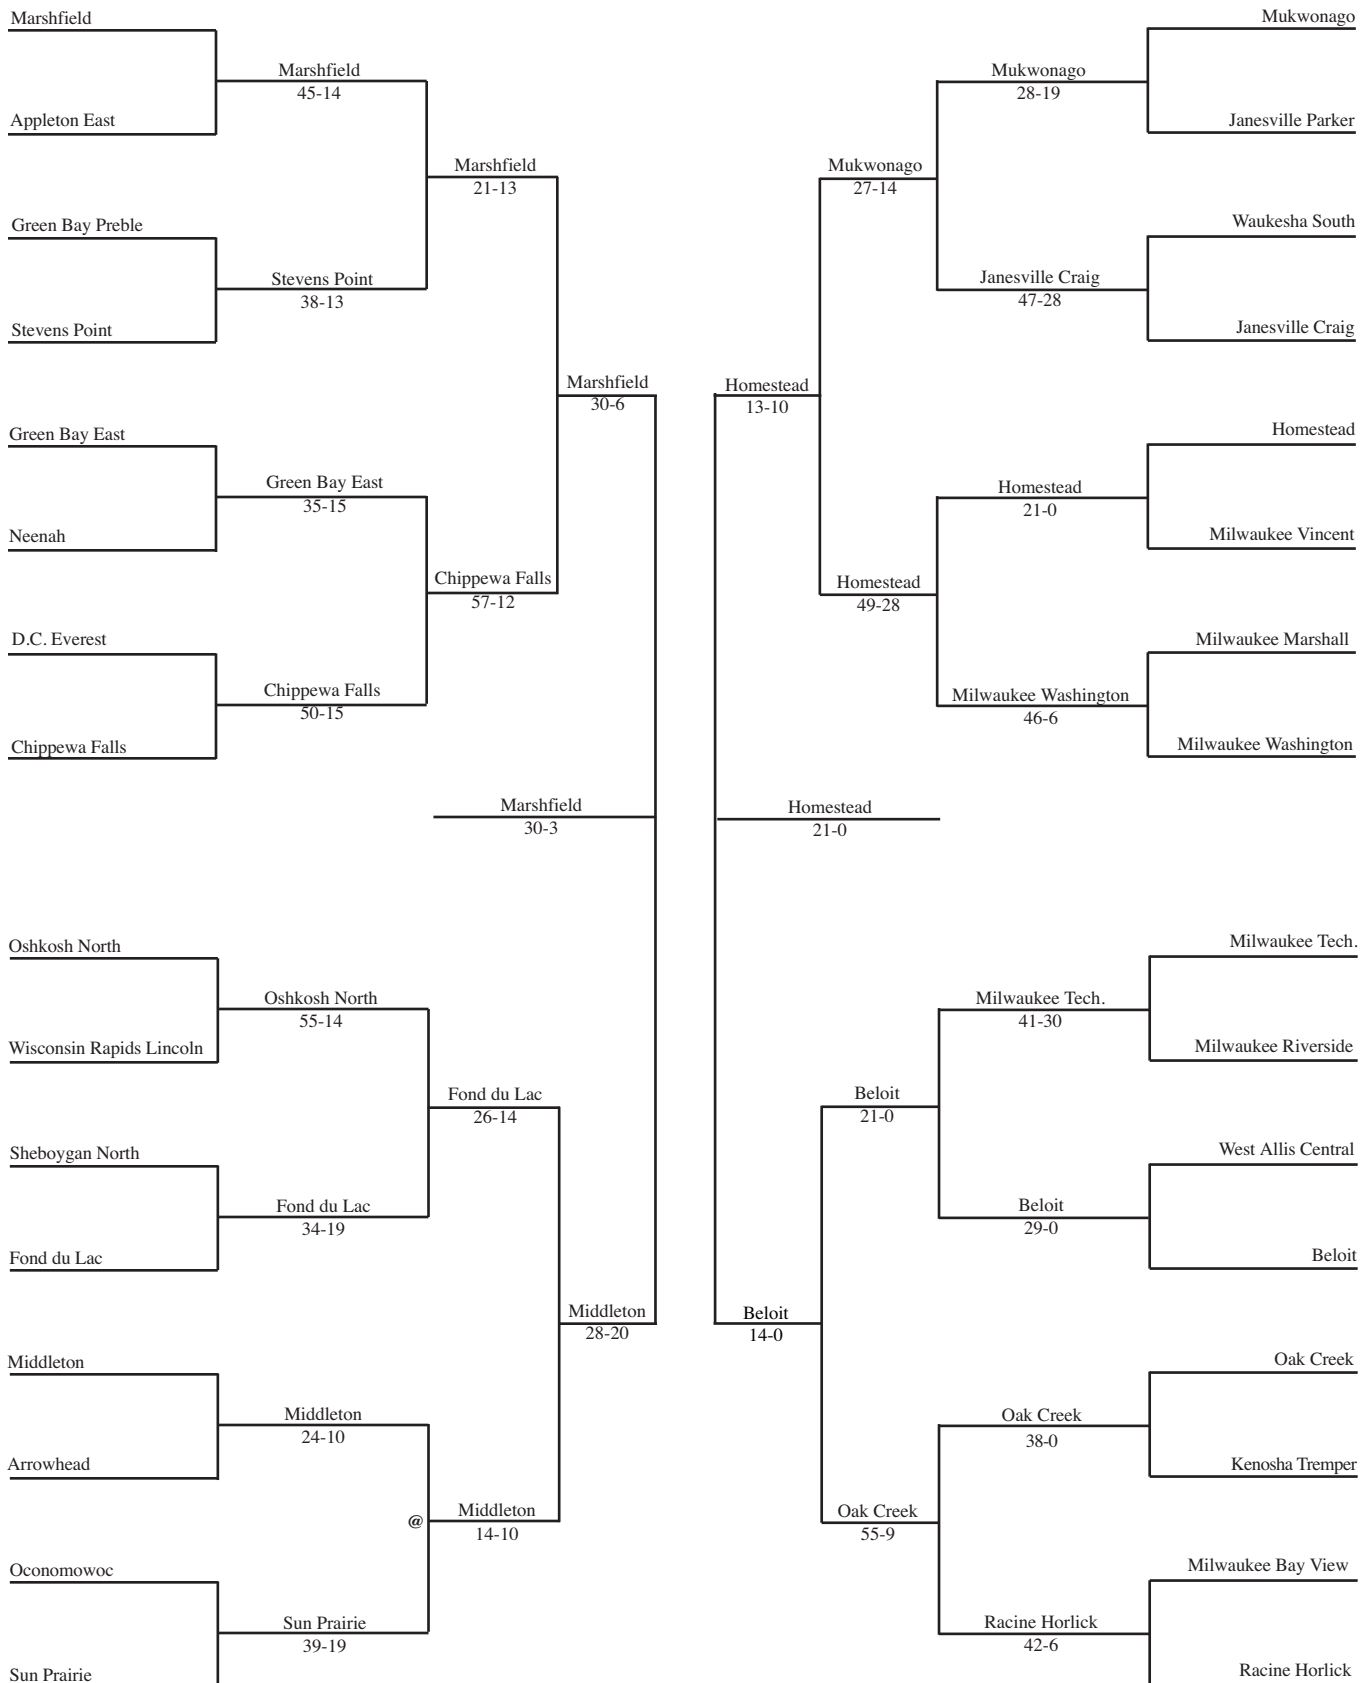 Marshfield
Appleton East
Green Bay Preble
Stevens Point
Green Bay East
Neenah
D.C. Everest
Chippewa Falls
Marshfield
45-14
Stevens Point
38-13
Green Bay East
35-15
Chippewa Falls
50-15
Marshfield
21-13
Chippewa Falls
57-12
Marshfield
30-6
Marshfield
30-3
Oshkosh North
Wisconsin Rapids Lincoln
Sheboygan North
Fond du Lac
Middleton
Arrowhead
Oconomowoc
Sun Prairie
Oshkosh North
55-14
Fond du Lac
34-19
Middleton
24-10
@
Sun Prairie
39-19
Fond du Lac
26-14
Middleton
14-10
Middleton
28-20
Homestead
13-10
Mukwonago
27-14
Homestead
49-28
Mukwonago
28-19
Janesville Craig
47-28
Homestead
21-0
Milwaukee Washington
46-6
Mukwonago
Janesville Parker
Waukesha South
Janesville Craig
Homestead
Milwaukee Vincent
Milwaukee Marshall
Milwaukee Washington
Homestead
21-0
Beloit
14-0
Beloit
21-0
Oak Creek
55-9
Milwaukee Tech.
41-30
Beloit
29-0
Oak Creek
38-0
Racine Horlick
42-6
Milwaukee Tech.
Milwaukee Riverside
West Allis Central
Beloit
Oak Creek
Kenosha Tremper
Milwaukee Bay View
Racine Horlick